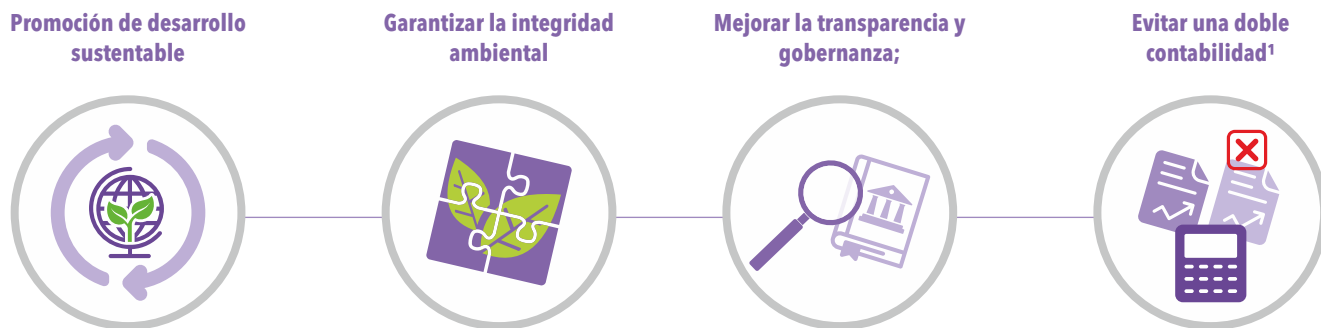 Promoción de desarrollo
sustentable
Garantizar la integridad
ambiental
Mejorar la transparencia y
gobernanza;
Evitar una doble
contabilidad¹